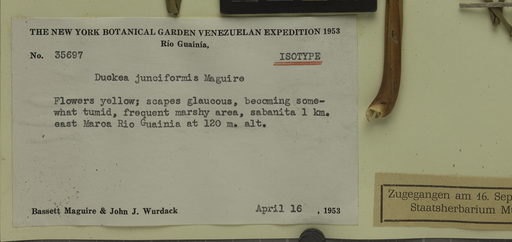 THE NEW YORK BOTANICAL GARDEN VENEZUELAN EXPEDITION 1953
Río Guainia,
No. 35697 ISOTYPE
Duckea junciformis Maguire
Flowers yellow; scapes glaucous, becoming some-
what tumid, frequent marshy area, sabanita 1 km.
east Maroa Rio Guainia at 120 m. alt.
Bassett Maguire & John J. Wurdack April 16 , 1953
Zugegangen am 16. Sep
Staatsherbarium